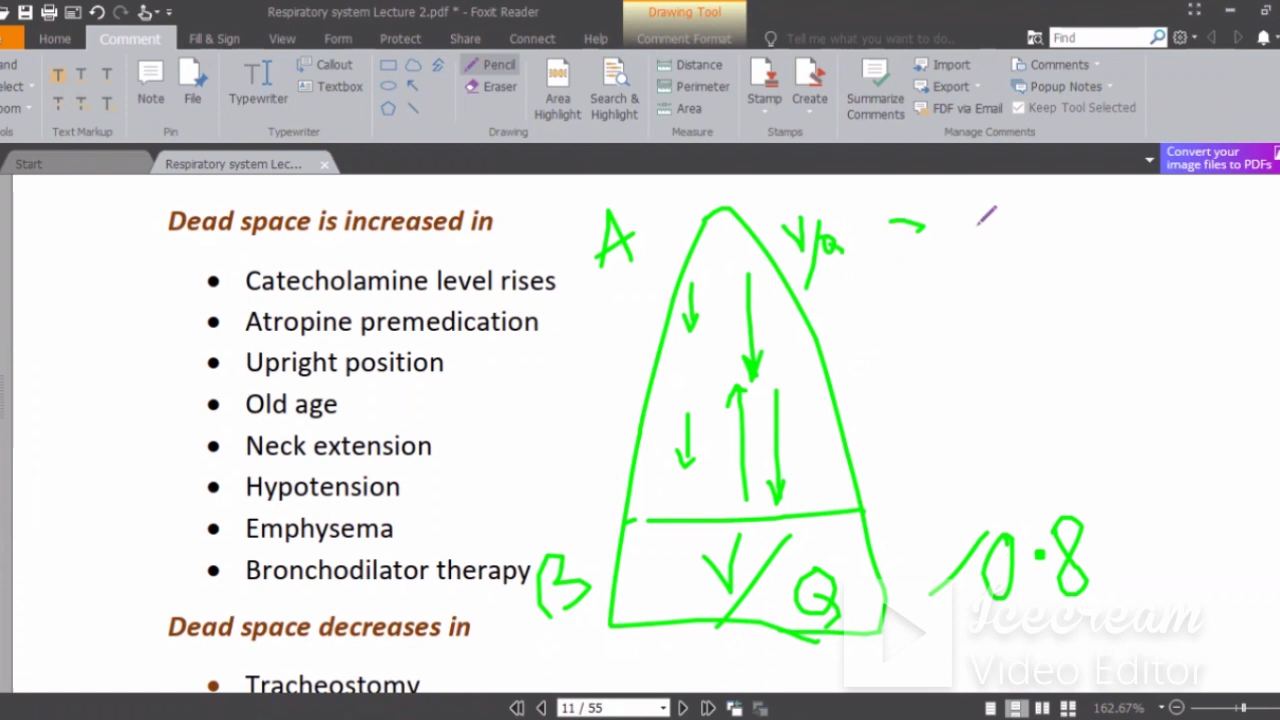 Respiratory system Lecture 2.pdf * - Foxit Reader
Drawing Tool
Home Comment Fill & Sign View Form Protect Share Connect Help Comment Format Tell me what you want to do.. Find
Note File Typewriter Callout Textbox Pencil Eraser Area Highlight Search & Highlight Distance Perimeter Area Stamp Create Summarize Comments Import Export FDF via Email Comments Popup Notes Keep Tool Selected
Text Markup Pin Typewriter Drawing Measure Stamps Manage Comments
Start Respiratory system Lec... Convert your image files to PDFs
Dead space is increased in
A V/Q
Catecholamine level rises
Atropine premedication
Upright position
Old age
Neck extension
Hypotension
Emphysema
Bronchodilator therapy
B V/Q 0.8
Dead space decreases in
Tracheostomy
Icecream
Video Editor
11 / 55 162.67%